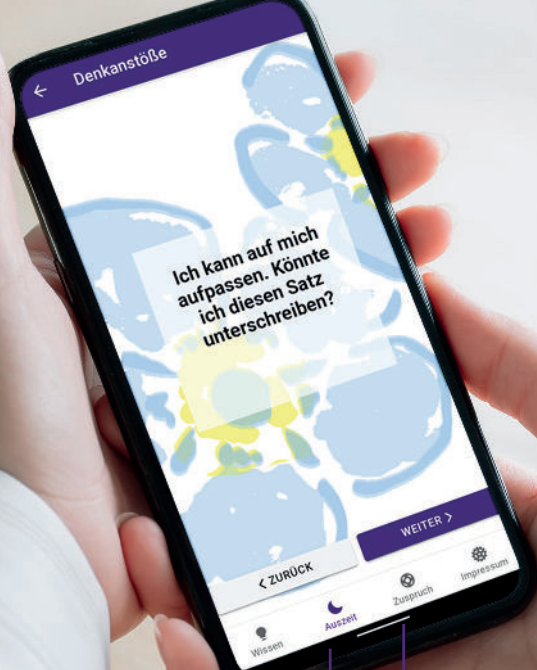 Denkanstöße
Ich kann auf mich
aufpassen. Könnte
ich diesen Satz
unterschreiben?
ZURÜCK
WEITER
Wissen
Auszeit
Zuspruch
Impressum